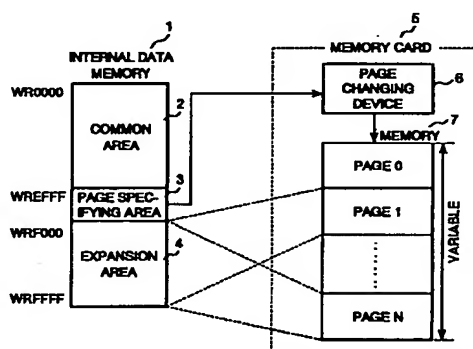 1
INTERNAL DATA
MEMORY
WR0000
2
COMMON
AREA
3
WREFFF
PAGE SPEC-
IFYING AREA
WRF000
4
EXPANSION
AREA
WRFFFF
5
MEMORY CARD
6
PAGE
CHANGING
DEVICE
7
MEMORY
PAGE 0
PAGE 1
PAGE N
VARIABLE